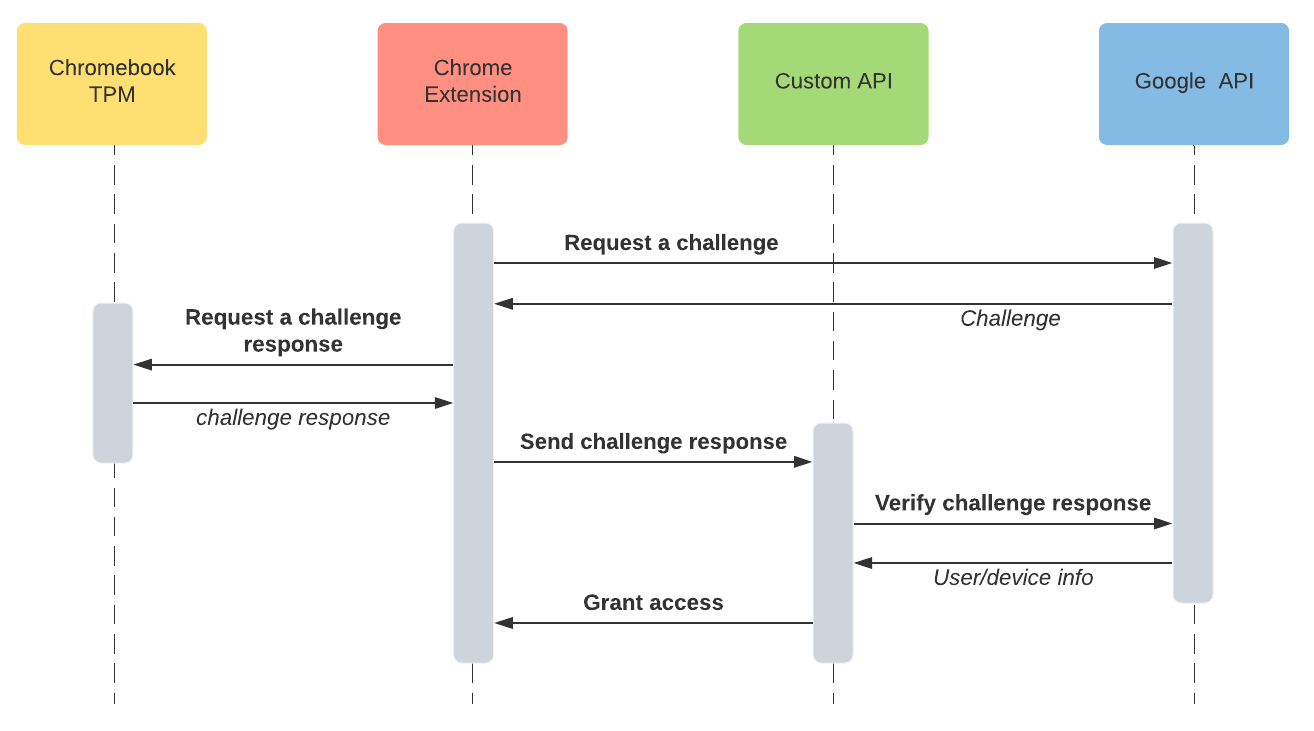 Chromebook
TPM
Chrome
Extension
Custom API
Google API
Request a challenge
Challenge
Request a challenge
response
challenge response
Send challenge response
Verify challenge response
User/device info
Grant access